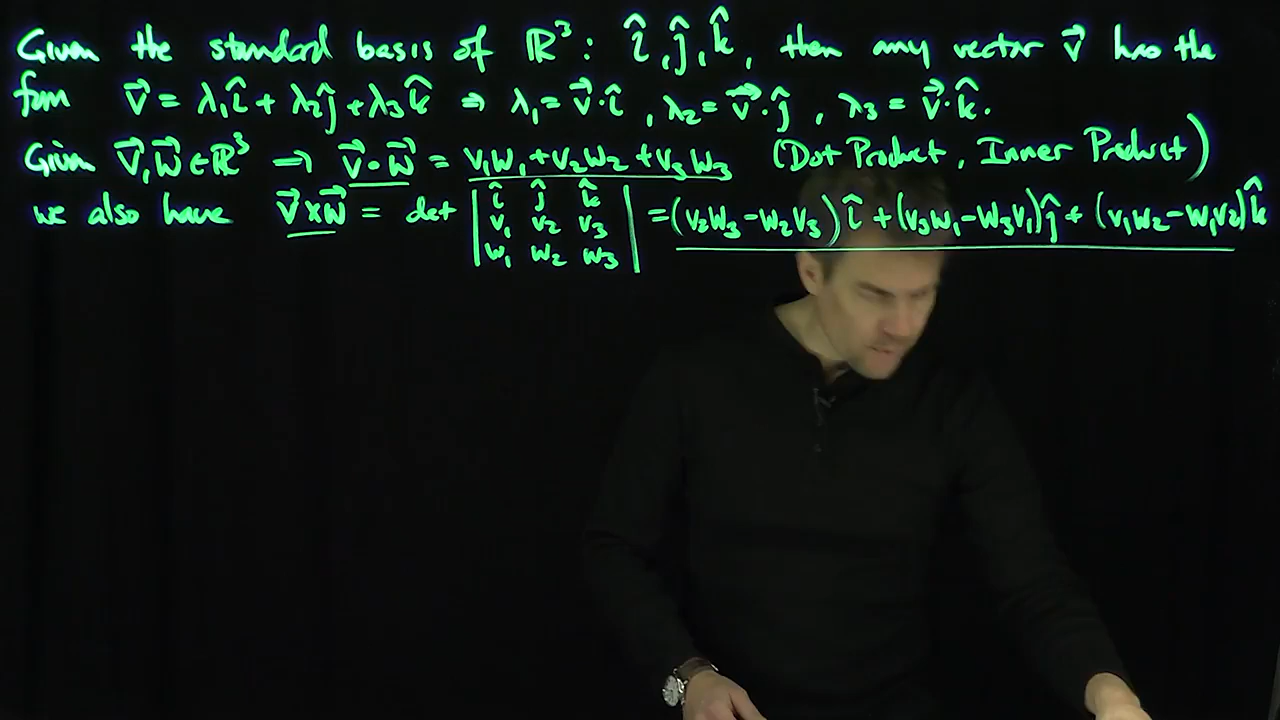 Given the standard basis of ℝ³: î, ĵ, k̂, then any vector v⃗ has the
form v⃗ = λ₁î + λ₂ĵ + λ₃k̂ ⇒ λ₁ = v⃗·î, λ₂ = v⃗·ĵ, λ₃ = v⃗·k̂.
Given v⃗, w⃗ ∈ ℝ³ ⇒ v⃗·w⃗ = v₁w₁ + v₂w₂ + v₃w₃ (Dot Product, Inner Product)
we also have v⃗×w⃗ = det | î ĵ k̂ | = (v₂w₃ − w₂v₃)î + (v₃w₁ − w₃v₁)ĵ + (v₁w₂ − w₁v₂)k̂
v₁ v₂ v₃
w₁ w₂ w₃